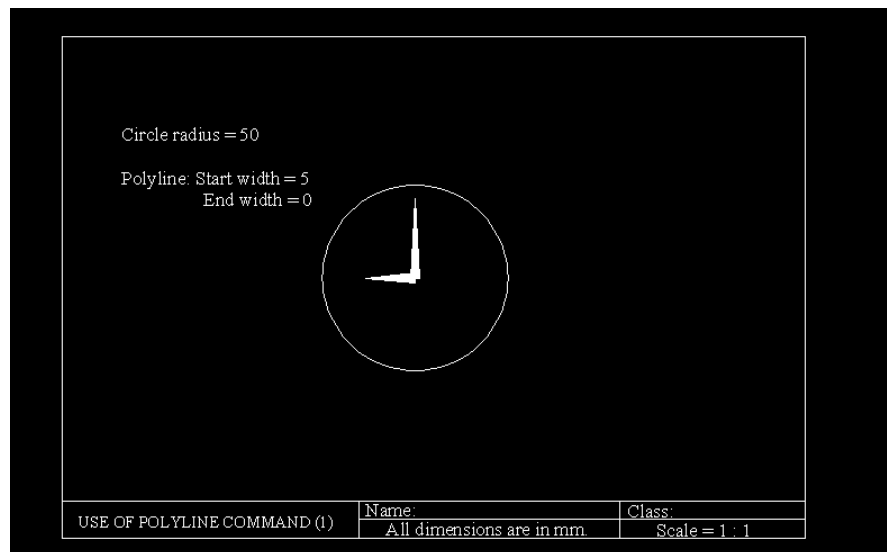 Circle radius = 50
Polyline: Start width = 5
End width = 0
USE OF POLYLINE COMMAND (1)
Name:
All dimensions are in mm.
Class:
Scale = 1 : 1